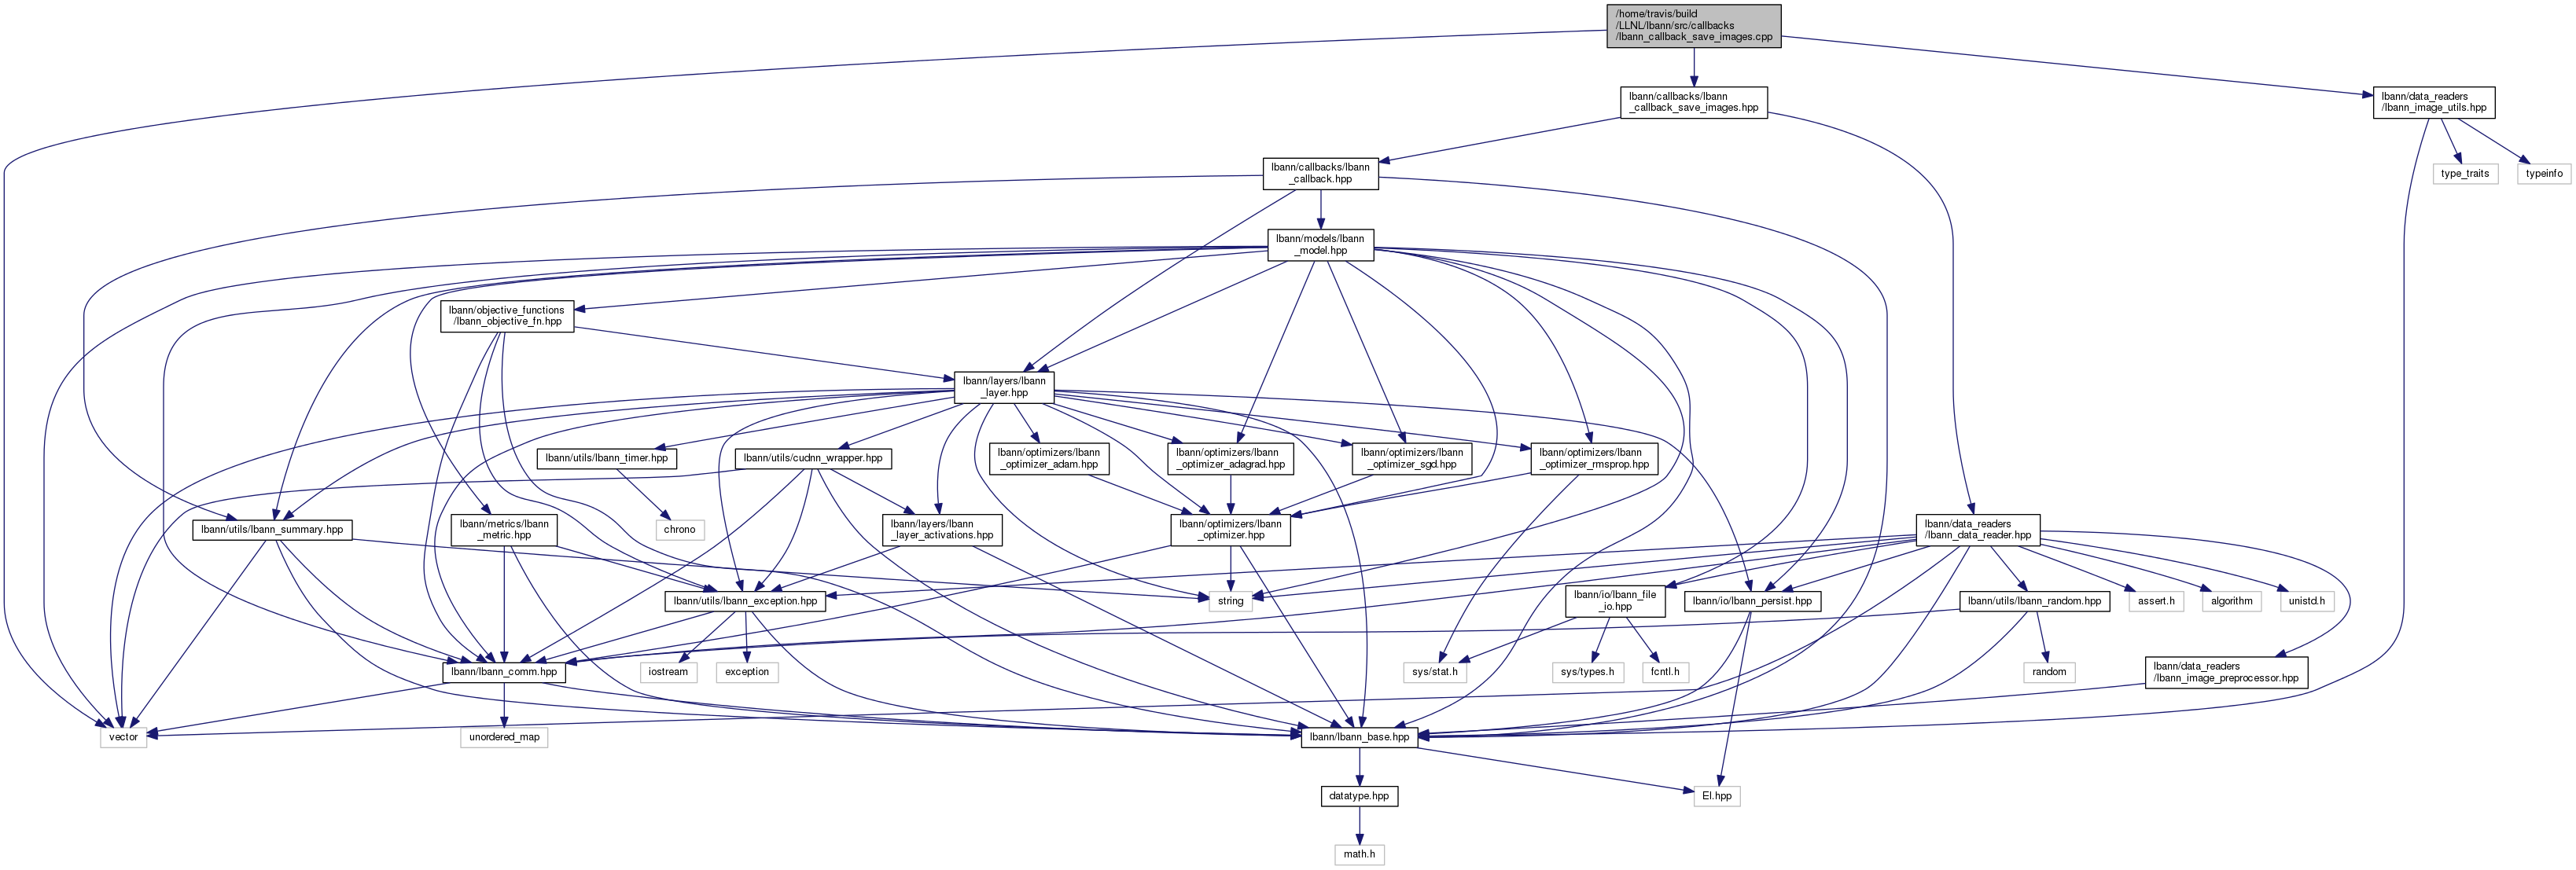 /home/travis/build
/LLNL/lbann/src/callbacks
/lbann_callback_save_images.cpp
lbann/callbacks/lbann
_callback_save_images.hpp
lbann/data_readers
/lbann_image_utils.hpp
lbann/callbacks/lbann
_callback.hpp
type_traits
typeinfo
lbann/models/lbann
_model.hpp
lbann/objective_functions
/lbann_objective_fn.hpp
lbann/layers/lbann
_layer.hpp
lbann/utils/lbann_timer.hpp
lbann/utils/cudnn_wrapper.hpp
lbann/optimizers/lbann
_optimizer_adam.hpp
lbann/optimizers/lbann
_optimizer_adagrad.hpp
lbann/optimizers/lbann
_optimizer_sgd.hpp
lbann/optimizers/lbann
_optimizer_rmsprop.hpp
lbann/utils/lbann_summary.hpp
lbann/metrics/lbann
_metric.hpp
chrono
lbann/layers/lbann
_layer_activations.hpp
lbann/optimizers/lbann
_optimizer.hpp
lbann/data_readers
/lbann_data_reader.hpp
lbann/utils/lbann_exception.hpp
string
lbann/io/lbann_file
_io.hpp
lbann/io/lbann_persist.hpp
lbann/utils/lbann_random.hpp
assert.h
algorithm
unistd.h
lbann/lbann_comm.hpp
iostream
exception
sys/stat.h
sys/types.h
fcntl.h
random
lbann/data_readers
/lbann_image_preprocessor.hpp
vector
unordered_map
lbann/lbann_base.hpp
datatype.hpp
El.hpp
math.h